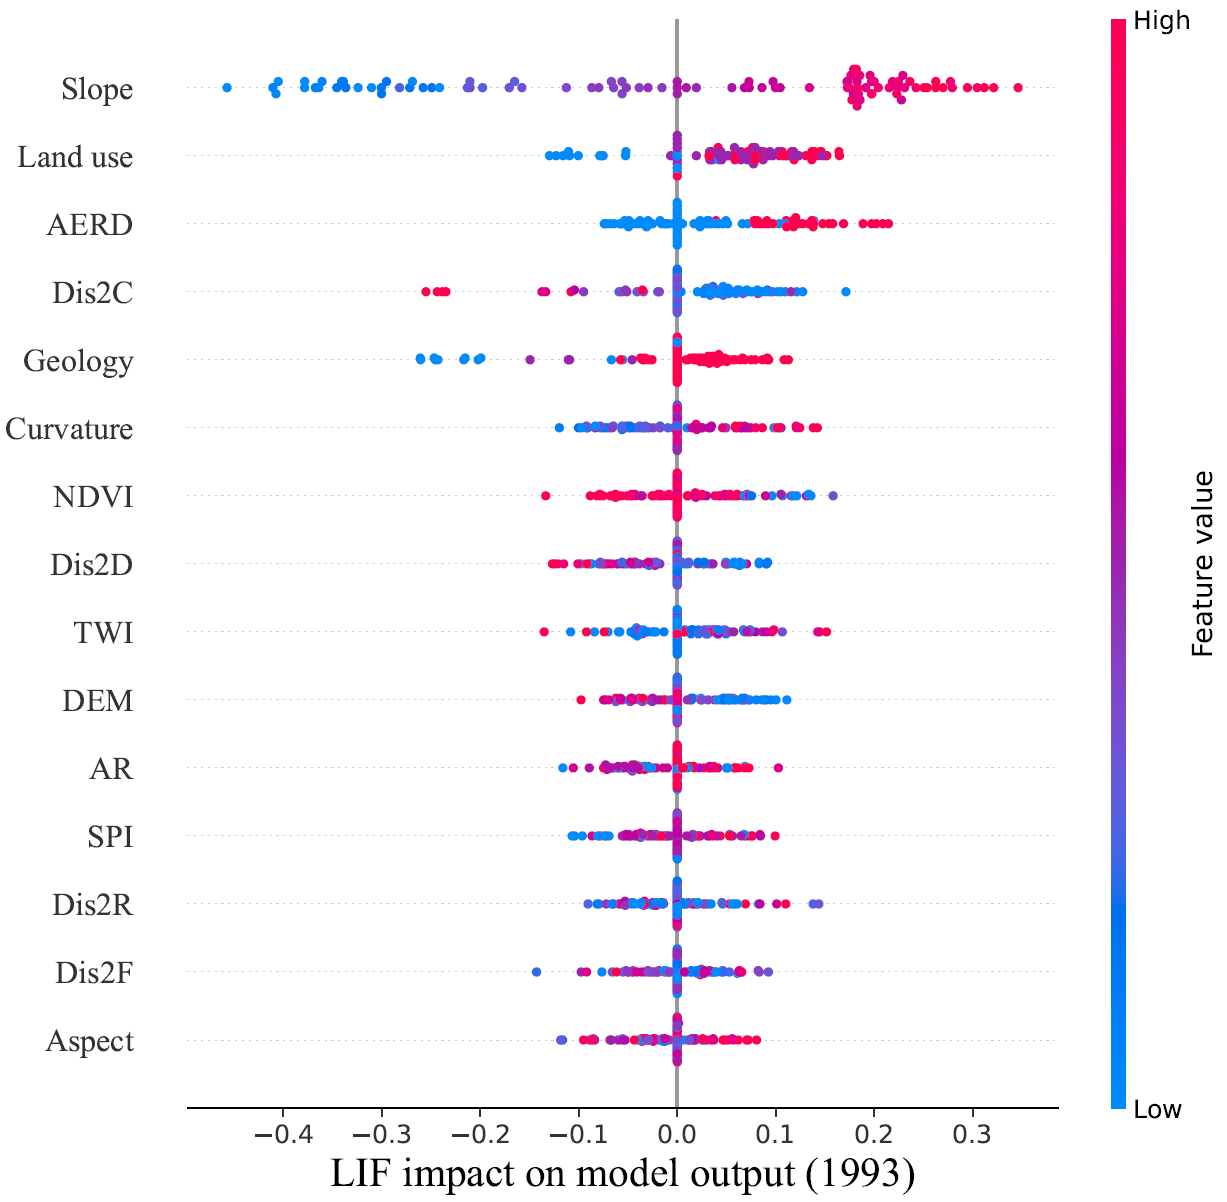 High
Slope
Land use
AERD
Dis2C
Geology
Curvature
NDVI
Dis2D
TWI
DEM
AR
SPI
Dis2R
Dis2F
Aspect
Feature value
Low
−0.4 −0.3 −0.2 −0.1 0.0 0.1 0.2 0.3
LIF impact on model output (1993)